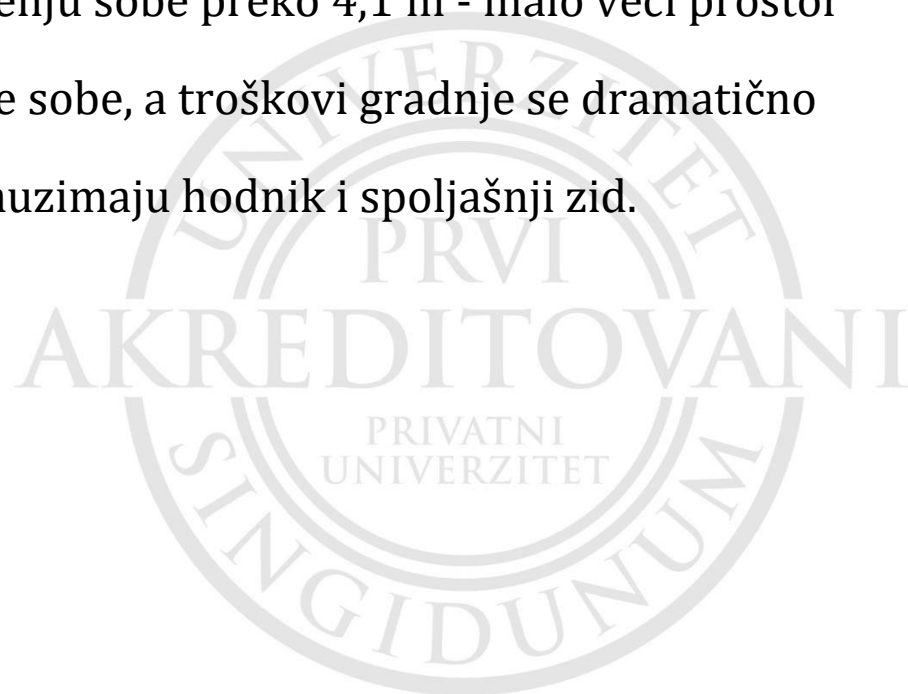 sobe preko 4,1 m - malo veći prostor
e sobe, a troškovi gradnje se dramatično
uzimaju hodnik i spoljašnji zid.
UNIVERZITET
PRVI
AKREDITOVANI
PRIVATNI
UNIVERZITET
SINGIDUNUM